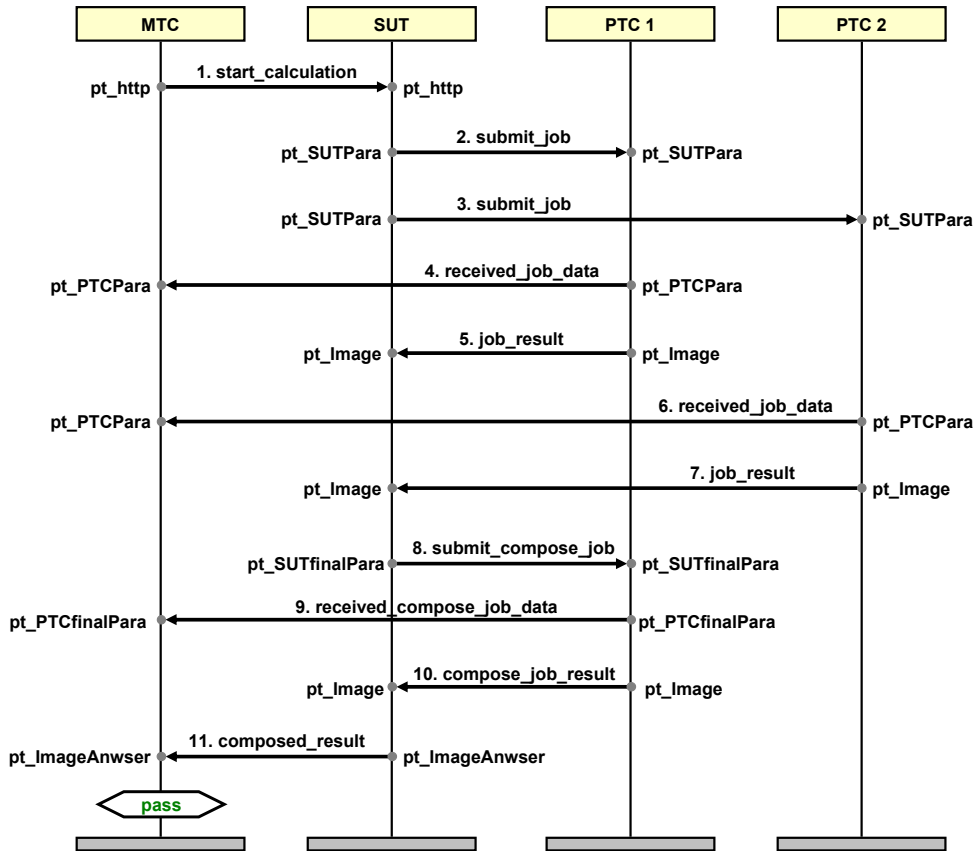 MTC SUT PTC 1 PTC 2
1. start_calculation
pt_http pt_http
2. submit_job
pt_SUTPara pt_SUTPara
3. submit_job
pt_SUTPara pt_SUTPara
4. received_job_data
pt_PTCPara pt_PTCPara
5. job_result
pt_Image pt_Image
6. received_job_data
pt_PTCPara pt_PTCPara
7. job_result
pt_Image pt_Image
8. submit_compose_job
pt_SUTfinalPara pt_SUTfinalPara
9. received_compose_job_data
pt_PTCfinalPara pt_PTCfinalPara
10. compose_job_result
pt_Image pt_Image
11. composed_result
pt_ImageAnwser pt_ImageAnwser
pass